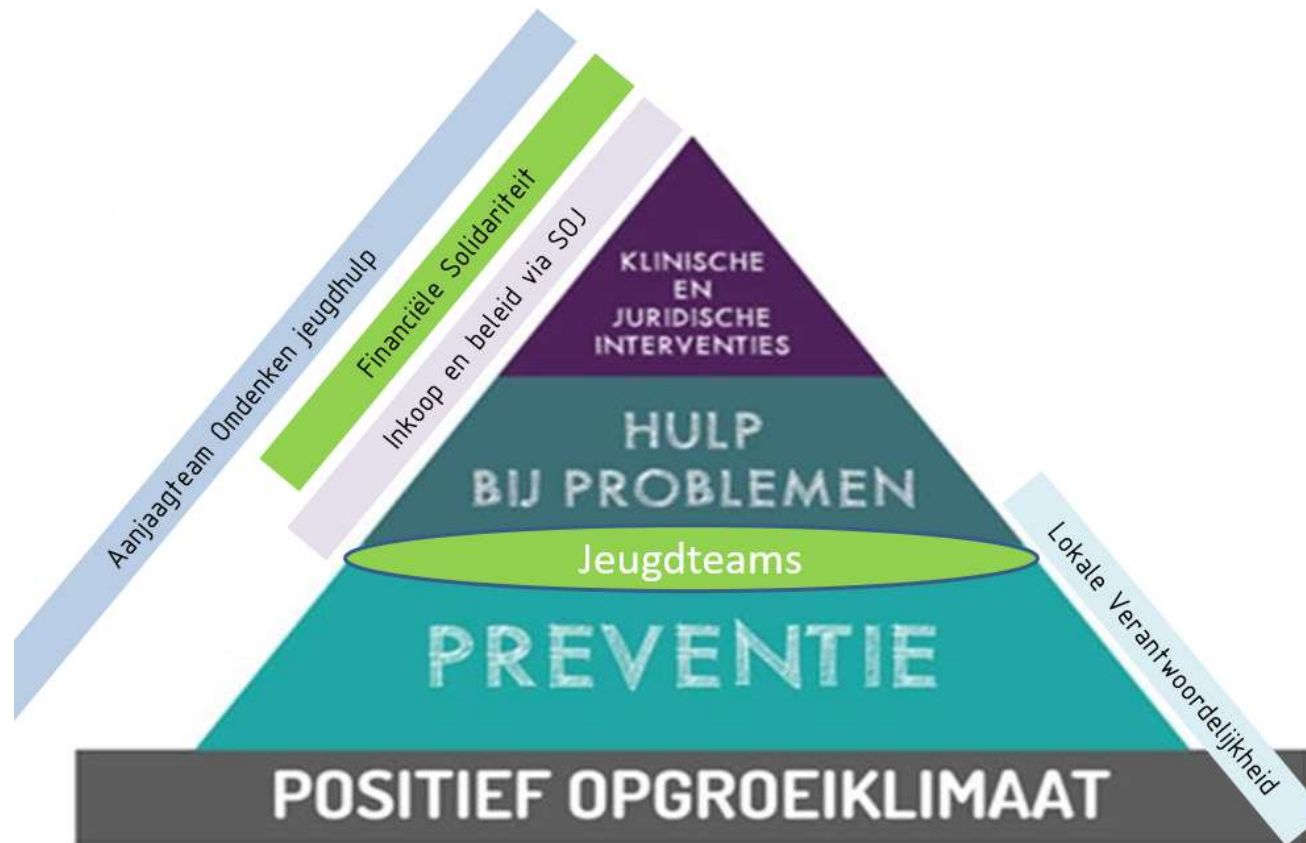 Aanjaagteam Omdenken jeugdhulp
Financiële Solidariteit
Inkoop en beleid via SOJ
KLINISCHE
EN
JURIDISCHE
INTERVENTIES
HULP
BIJ PROBLEMEN
Jeugdteams
PREVENTIE
Lokale Verantwoordelijkheid
POSITIEF OPGROEIKLIMAAT